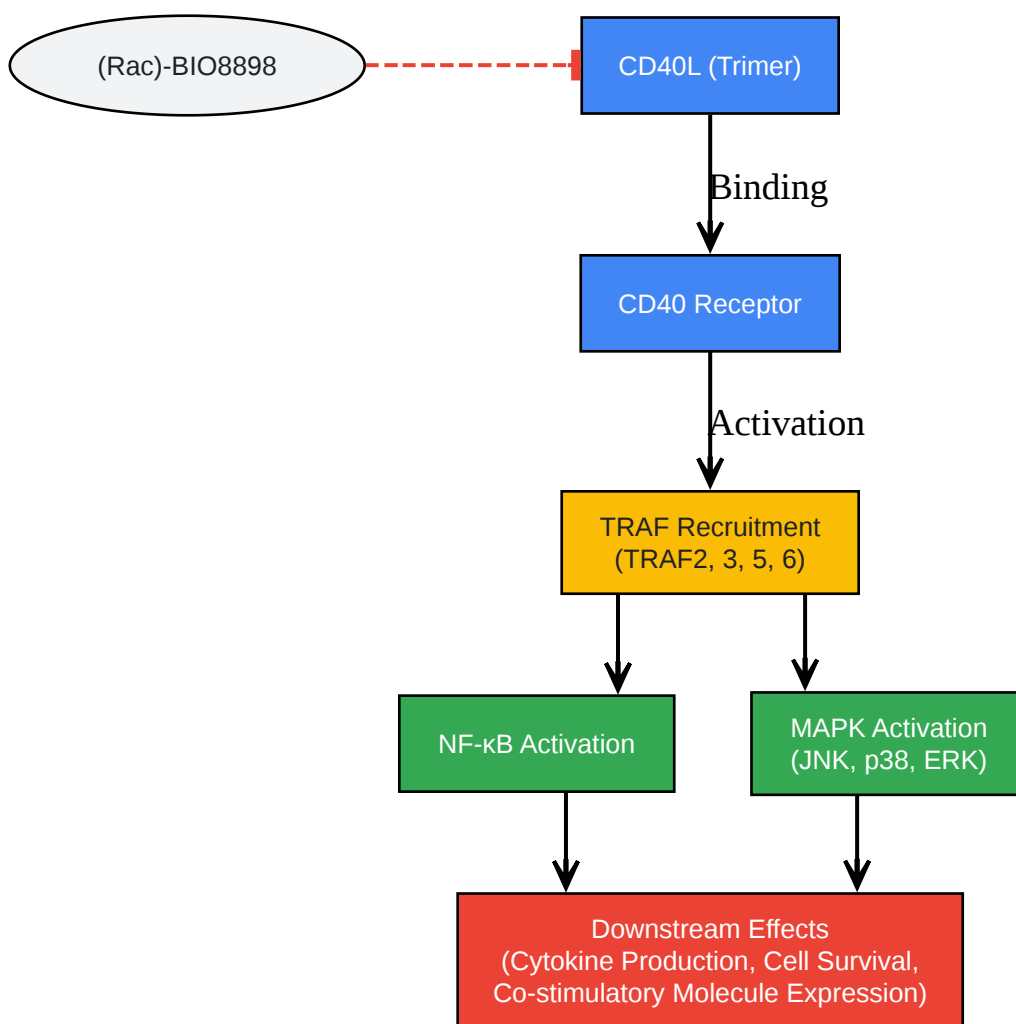 (Rac)-BIO8898
CD40L (Trimer)
Binding
CD40 Receptor
Activation
TRAF Recruitment
(TRAF2, 3, 5, 6)
NF-κB Activation
MAPK Activation
(JNK, p38, ERK)
Downstream Effects
(Cytokine Production, Cell Survival,
Co-stimulatory Molecule Expression)